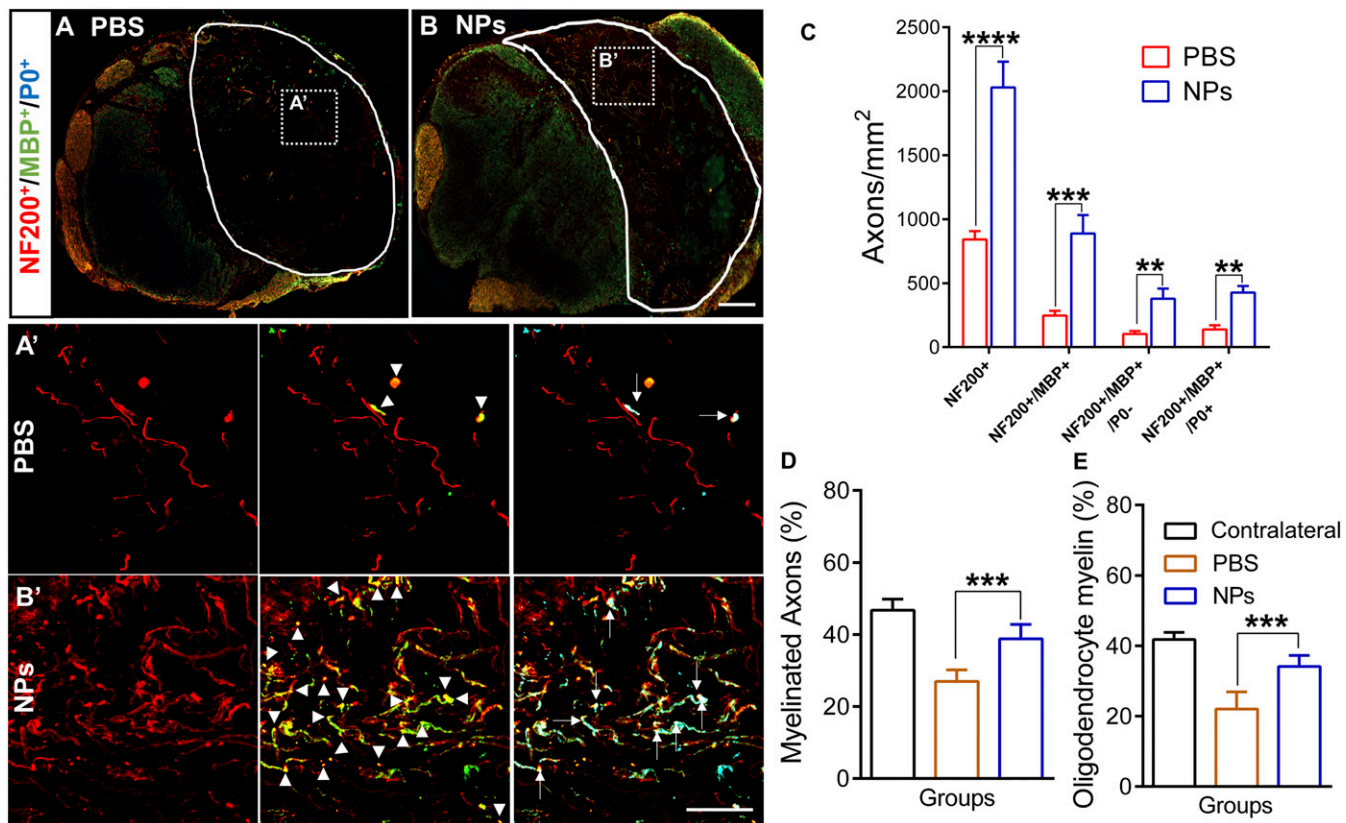 NF200⁺/MBP⁺/P0⁺
A PBS
A’
B NPs
B’
A’
PBS
B’
NPs
C
Axons/mm²
2500
2000
1500
1000
500
0
****
***
**
**
PBS
NPs
NF200+
NF200+/MBP+
NF200+/MBP+
/P0-
NF200+/MBP+
/P0+
D
Myelinated Axons (%)
80
60
40
20
0
***
Groups
E
Oligodendrocyte myelin (%)
80
60
40
20
0
Contralateral
PBS
NPs
***
Groups